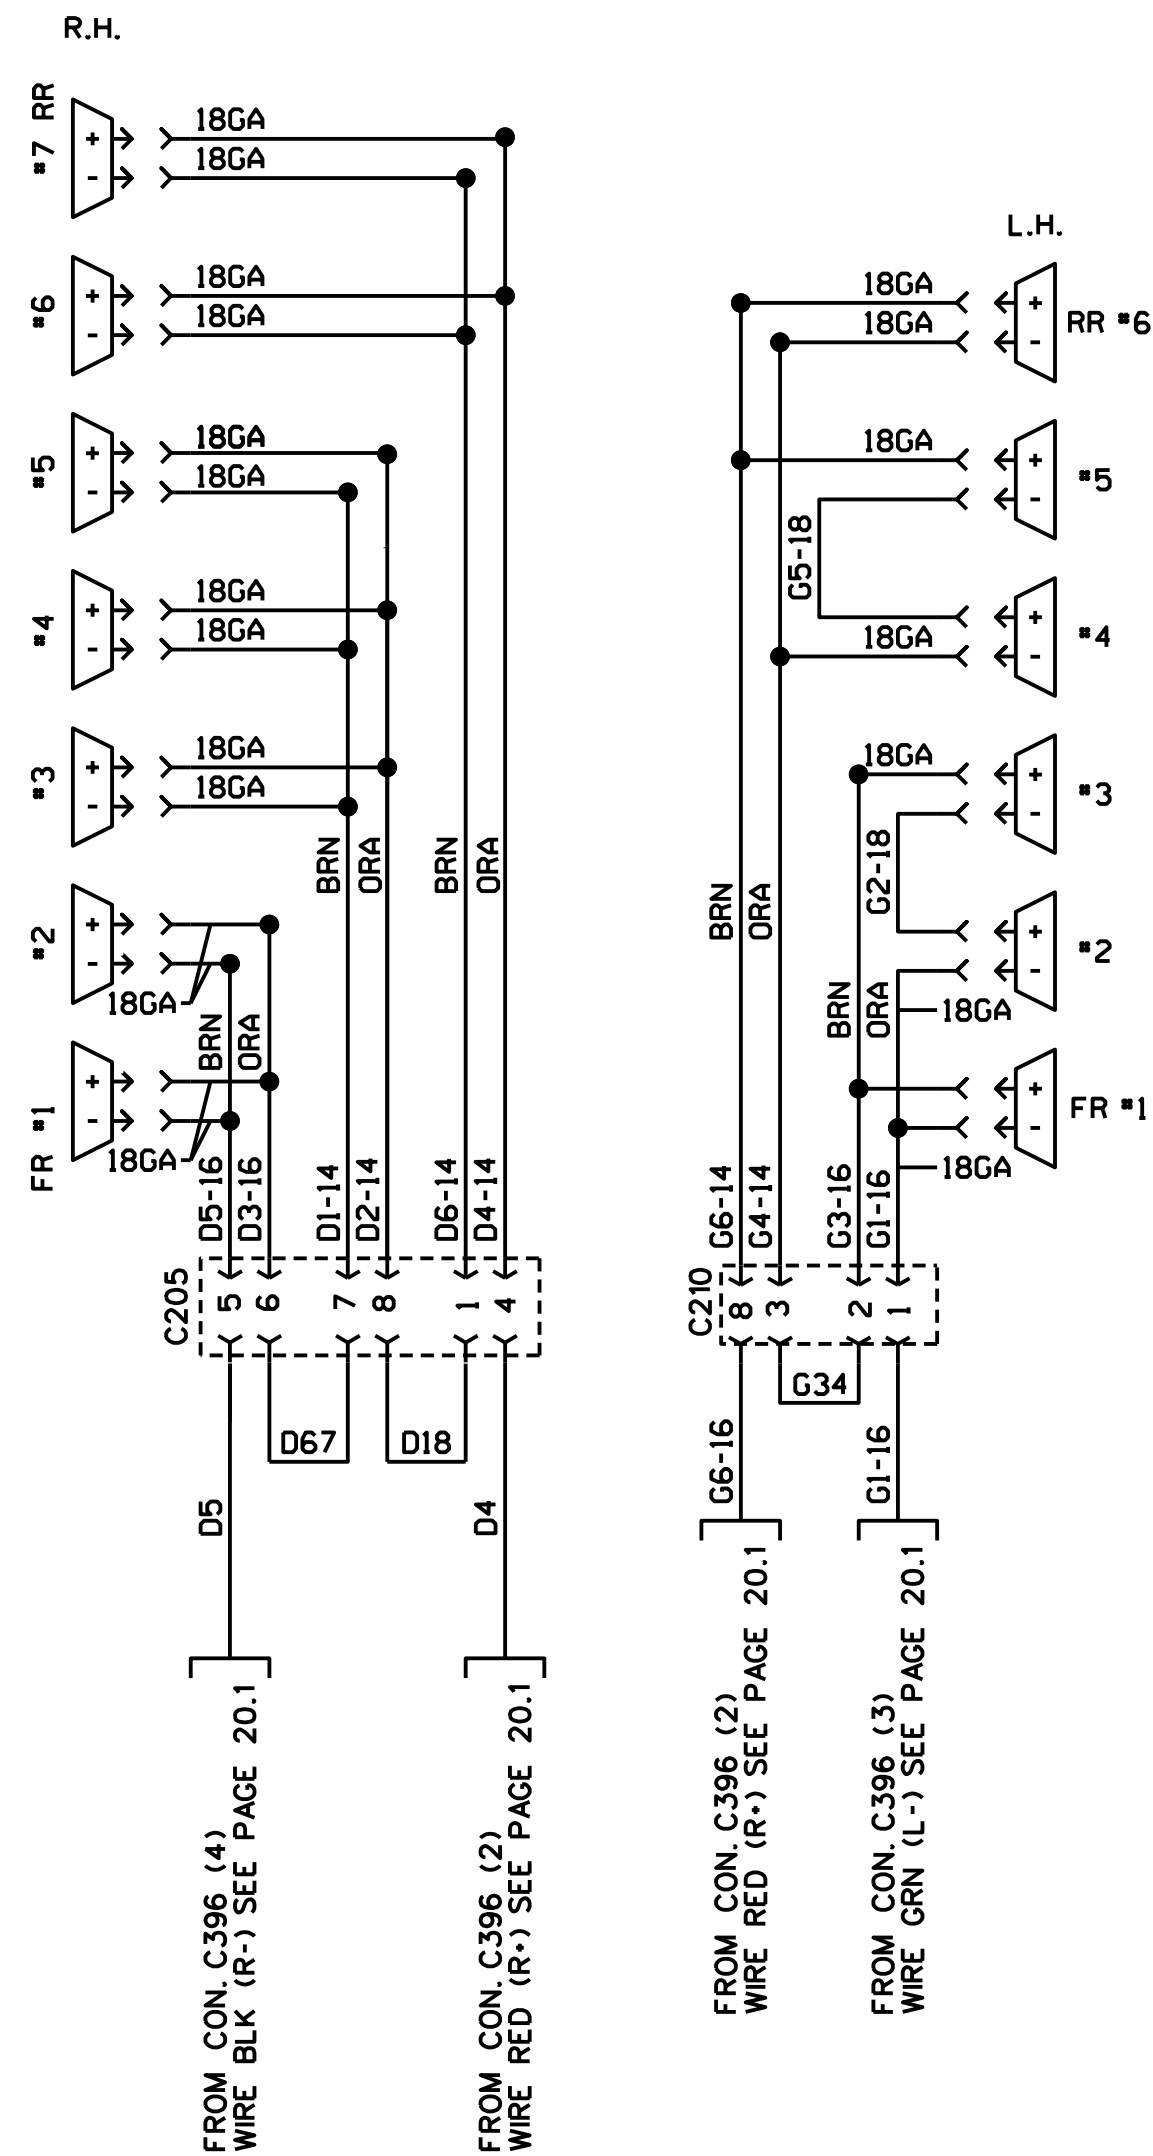 R.H.
#7 RR
+
18GA
-
18GA
#6
+
18GA
-
18GA
#5
+
18GA
-
18GA
#4
+
18GA
-
18GA
#3
+
18GA
-
18GA
BRN
ORA
BRN
ORA
#2
+
-
18GA
BRN
ORA
FR #1
+
-
18GA
D5-16
D3-16
D1-14
D2-14
D6-14
D4-14
C205
5
6
7
8
1
4
D67
D18
D5
D4
FROM CON. C396 (4)
WIRE BLK (R-) SEE PAGE 20.1
FROM CON. C396 (2)
WIRE RED (R+) SEE PAGE 20.1
L.H.
18GA
+
18GA
-
RR #6
18GA
+
-
#5
G5-18
+
18GA
-
#4
18GA
+
-
#3
G2-18
BRN
ORA
+
-
#2
BRN
ORA
18GA
+
-
FR #1
18GA
G6-14
G4-14
G3-16
G1-16
C210
8
3
2
1
G34
G6-16
G1-16
FROM CON. C396 (2)
WIRE RED (R+) SEE PAGE 20.1
FROM CON. C396 (3)
WIRE GRN (L-) SEE PAGE 20.1